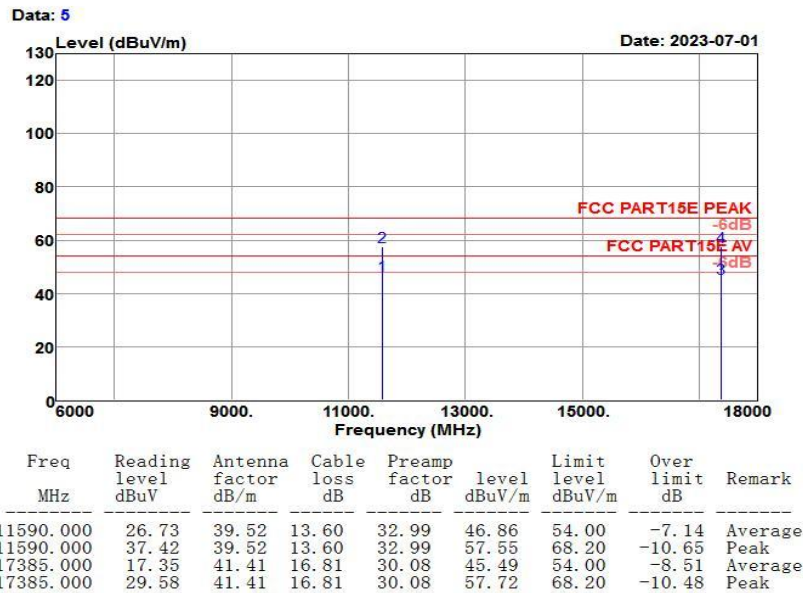 Data: 5
Level (dBuV/m) Date: 2023-07-01
130
120
100
80
FCC PART15E PEAK
-6dB
60
FCC PART15E AV
-6dB
40
20
0
2
1
4
3
6000 9000. 11000. 13000. 15000. 18000
Frequency (MHz)
Freq Reading Antenna Cable Preamp Limit Over
level factor loss factor level level limit Remark
MHz dBuV dB/m dB dB dBuV/m dBuV/m dB
-------- ------- ------- ------ ------- ------- ------- ------- -------
11590.000 26.73 39.52 13.60 32.99 46.86 54.00 -7.14 Average
11590.000 37.42 39.52 13.60 32.99 57.55 68.20 -10.65 Peak
17385.000 17.35 41.41 16.81 30.08 45.49 54.00 -8.51 Average
17385.000 29.58 41.41 16.81 30.08 57.72 68.20 -10.48 Peak